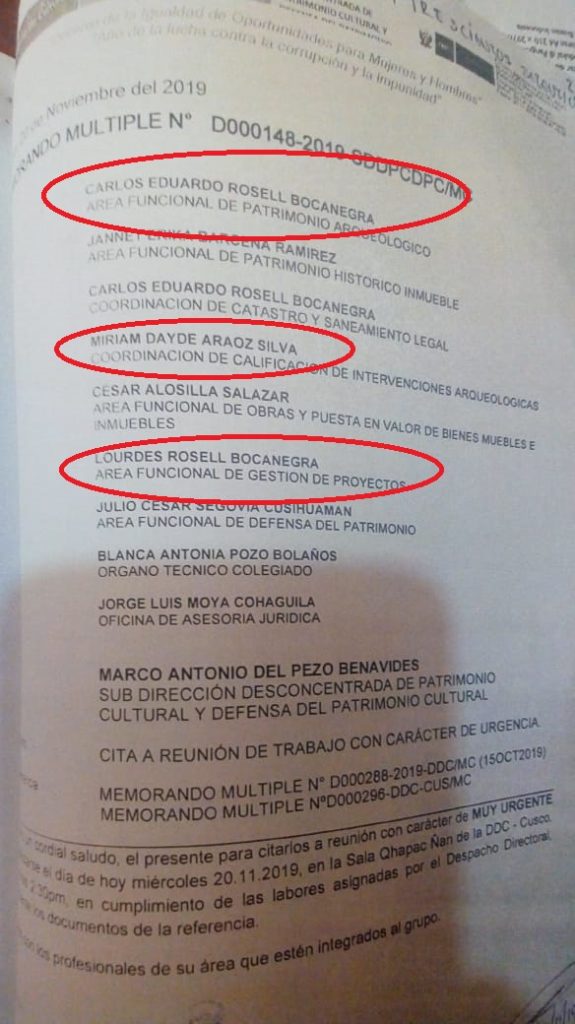 TRESCIENTOS
PATRIMONIO CULTURAL Y
de la Igualdad de Oportunidades para Mujeres y Hombres"
de la lucha contra la corrupción y la impunidad"
de Noviembre del 2019
MULTIPLE N° D000148-2019-SDDPCDPC/MC
CARLOS EDUARDO ROSELL BOCANEGRA
AREA FUNCIONAL DE PATRIMONIO ARQUEOLOGICO
JANNET ERIKA BARCENA RAMIREZ
AREA FUNCIONAL DE PATRIMONIO HISTORICO INMUEBLE
CARLOS EDUARDO ROSELL BOCANEGRA
COORDINACION DE CATASTRO Y SANEAMIENTO LEGAL
MIRIAM DAYDE ARAOZ SILVA
COORDINACION DE CALIFICACION DE INTERVENCIONES ARQUEOLOGICAS
CESAR ALOSILLA SALAZAR
AREA FUNCIONAL DE OBRAS Y PUESTA EN VALOR DE BIENES MUEBLES E
INMUEBLES
LOURDES ROSELL BOCANEGRA
AREA FUNCIONAL DE GESTION DE PROYECTOS
JULIO CESAR SEGOVIA CUSIHUAMAN
AREA FUNCIONAL DE DEFENSA DEL PATRIMONIO
BLANCA ANTONIA POZO BOLAÑOS
ORGANO TECNICO COLEGIADO
JORGE LUIS MOYA COHAGUILA
OFICINA DE ASESORIA JURIDICA
MARCO ANTONIO DEL PEZO BENAVIDES
SUB DIRECCIÓN DESCONCENTRADA DE PATRIMONIO
CULTURAL Y DEFENSA DEL PATRIMONIO CULTURAL
CITA A REUNIÓN DE TRABAJO CON CARÁCTER DE URGENCIA
MEMORANDO MULTIPLE N° D000288-2019-DDC/MC (15OCT2019)
MEMORANDO MULTIPLE N°D000296-DDC-CUS/MC
cordial saludo, el presente para citarlos a reunión con carácter de MUY URGENTE
el día de hoy miércoles 20.11.2019, en la Sala Qhapac Ñan de la DDC - Cusco,
2:30pm, en cumplimiento de las labores asignadas por el Despacho Directoral,
los documentos de la referencia.
los profesionales de su área que estén integrados al grupo.